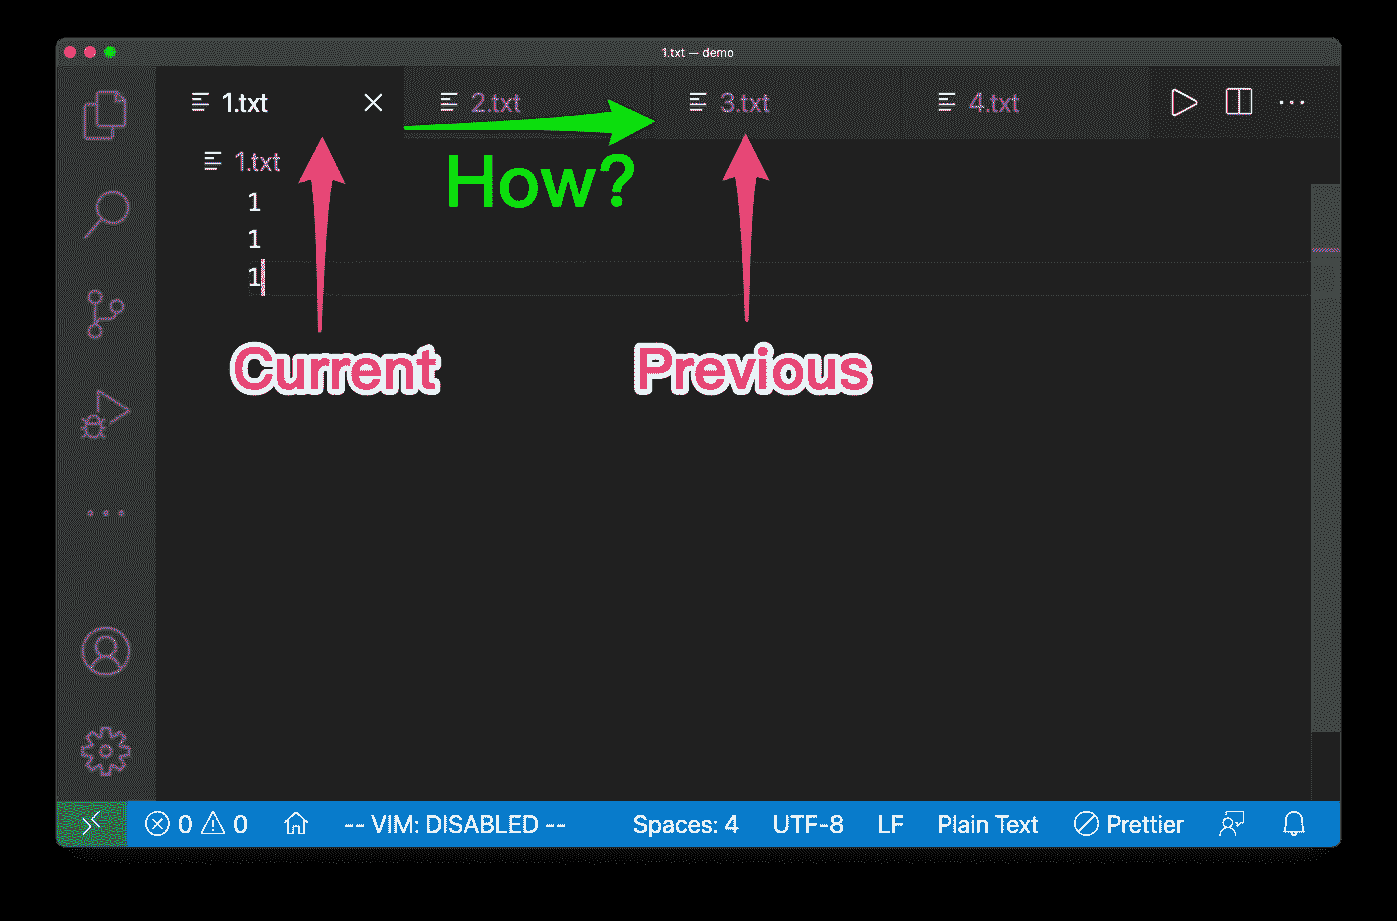 1.txt — demo
1.txt 2.txt 3.txt 4.txt
1.txt
How?
1
1
1
Current Previous
0 0 -- VIM: DISABLED -- Spaces: 4 UTF-8 LF Plain Text Prettier